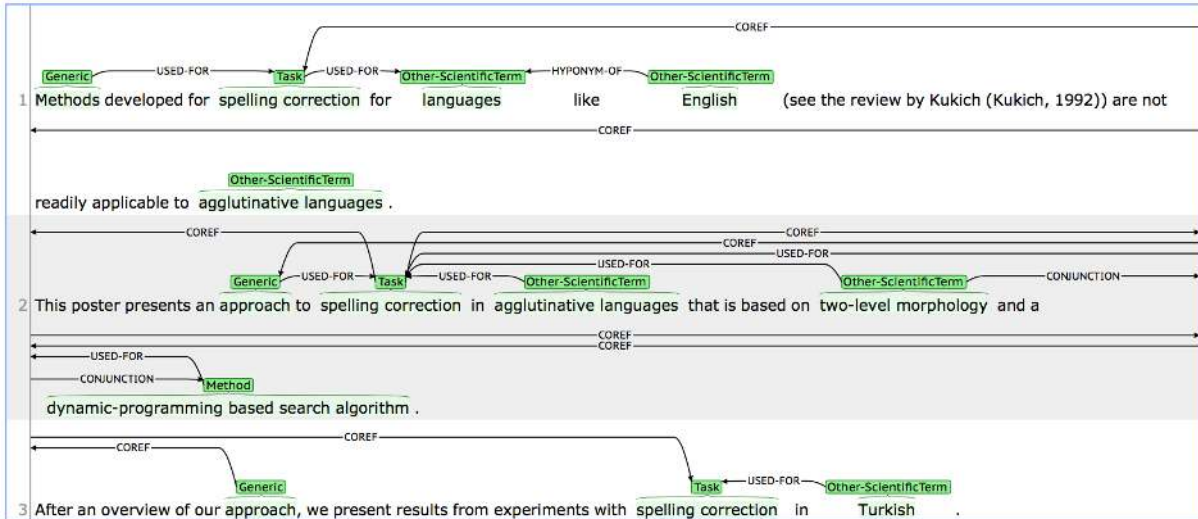 COREF
Generic USED-FOR Task USED-FOR Other-ScientificTerm HYPONYM-OF Other-ScientificTerm
1 Methods developed for spelling correction for languages like English (see the review by Kukich (Kukich, 1992)) are not
COREF
Other-ScientificTerm
readily applicable to agglutinative languages .
COREF COREF
COREF
USED-FOR
USED-FOR
Generic USED-FOR Task USED-FOR Other-ScientificTerm Other-ScientificTerm CONJUNCTION
2 This poster presents an approach to spelling correction in agglutinative languages that is based on two-level morphology and a
COREF
COREF
USED-FOR
CONJUNCTION Method
dynamic-programming based search algorithm .
COREF
COREF
Generic Task USED-FOR Other-ScientificTerm
3 After an overview of our approach, we present results from experiments with spelling correction in Turkish .